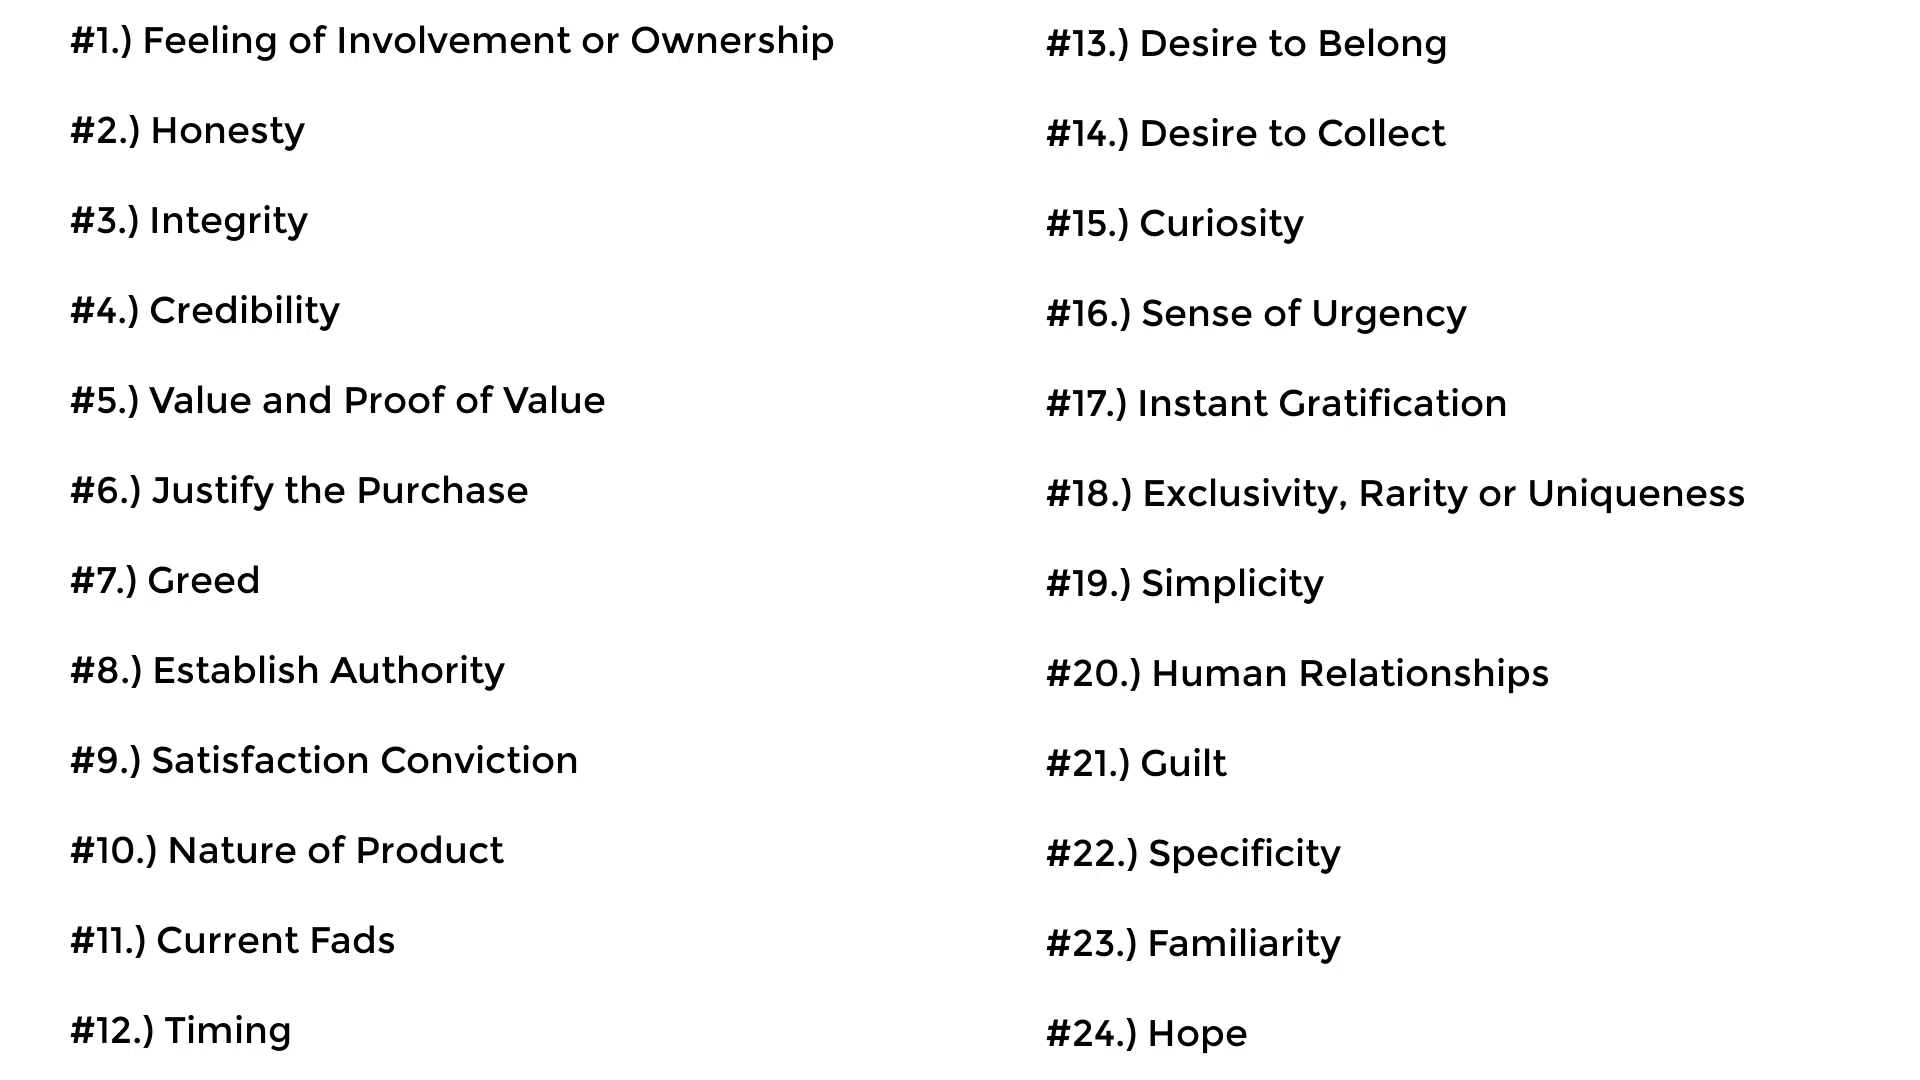 #1.) Feeling of Involvement or Ownership
#2.) Honesty
#3.) Integrity
#4.) Credibility
#5.) Value and Proof of Value
#6.) Justify the Purchase
#7.) Greed
#8.) Establish Authority
#9.) Satisfaction Conviction
#10.) Nature of Product
#11.) Current Fads
#12.) Timing
#13.) Desire to Belong
#14.) Desire to Collect
#15.) Curiosity
#16.) Sense of Urgency
#17.) Instant Gratification
#18.) Exclusivity, Rarity or Uniqueness
#19.) Simplicity
#20.) Human Relationships
#21.) Guilt
#22.) Specificity
#23.) Familiarity
#24.) Hope